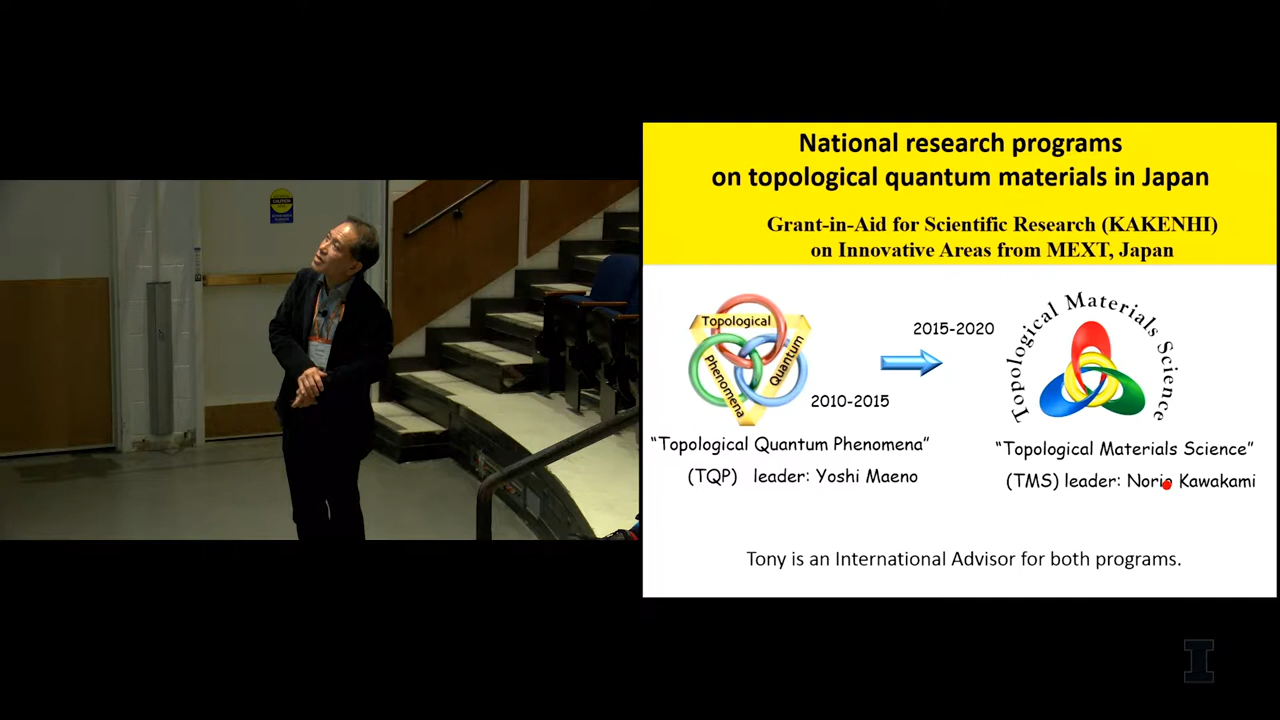 CAUTION
National research programs
on topological quantum materials in Japan
Grant-in-Aid for Scientific Research (KAKENHI)
on Innovative Areas from MEXT, Japan
Topological
Quantum
Phenomena
2010-2015
2015-2020
Topological Materials Science
“Topological Quantum Phenomena”
(TQP) leader: Yoshi Maeno
“Topological Materials Science”
(TMS) leader: Norio Kawakami
Tony is an International Advisor for both programs.
I